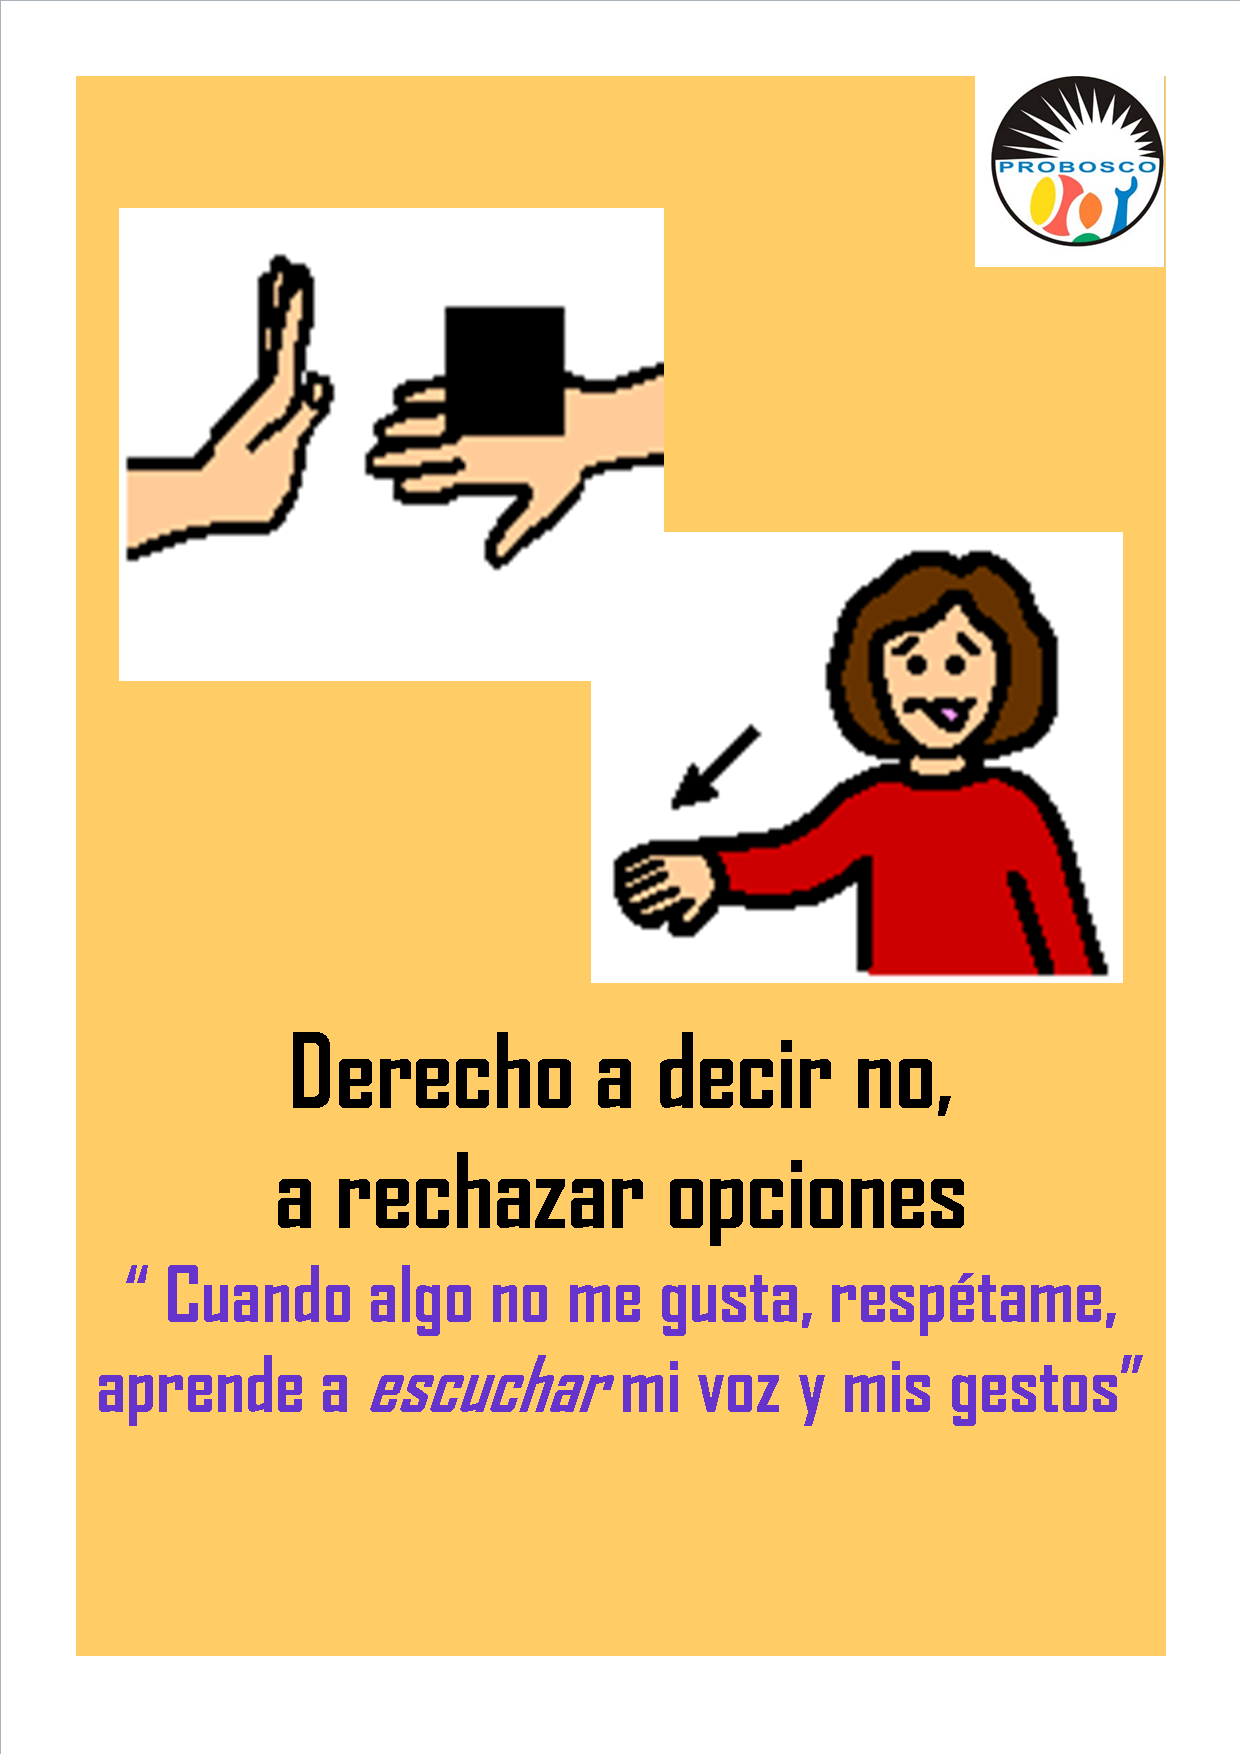 PROBOSCO
Derecho a decir no,
a rechazar opciones
“ Cuando algo no me gusta, respétame,
aprende a escuchar mi voz y mis gestos”